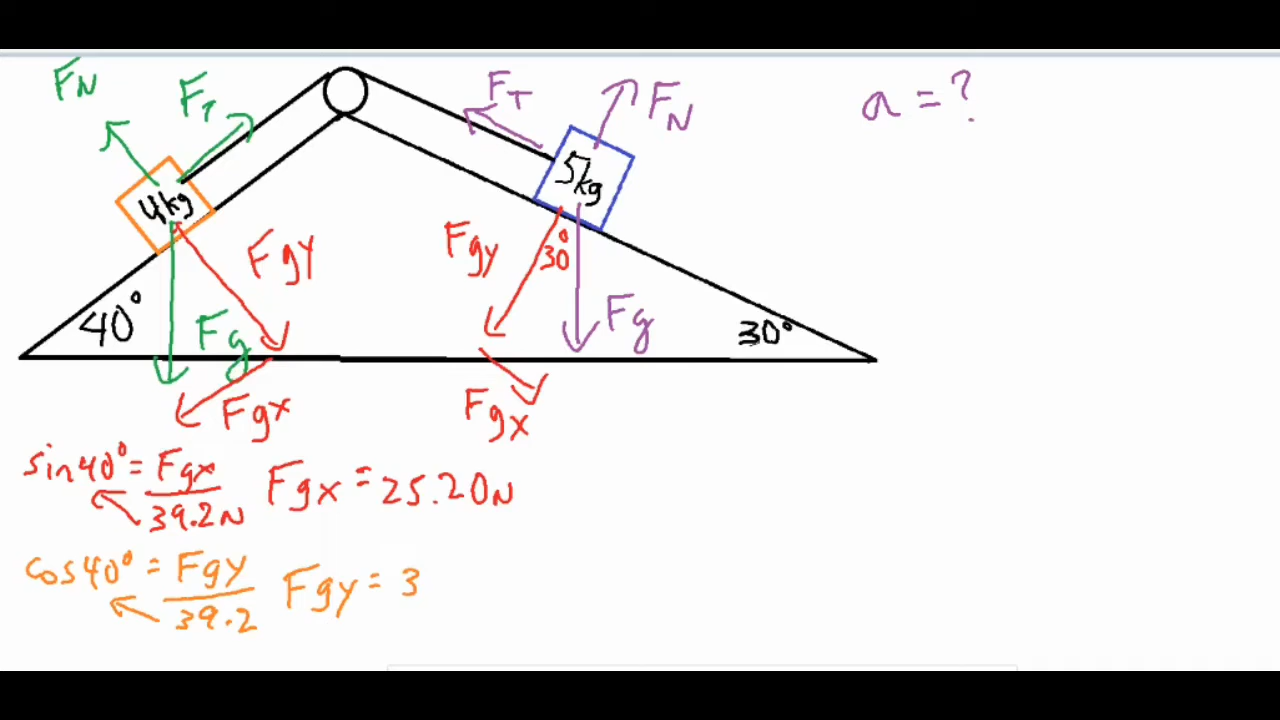 FN
FT
FT
FN
a = ?
4kg
5kg
Fgy
Fgy
30°
40°
Fg
Fg
30°
Fgx
Fgx
sin40° = Fgx
39.2N
Fgx = 25.20N
cos40° = Fgy
39.2
Fgy = 3